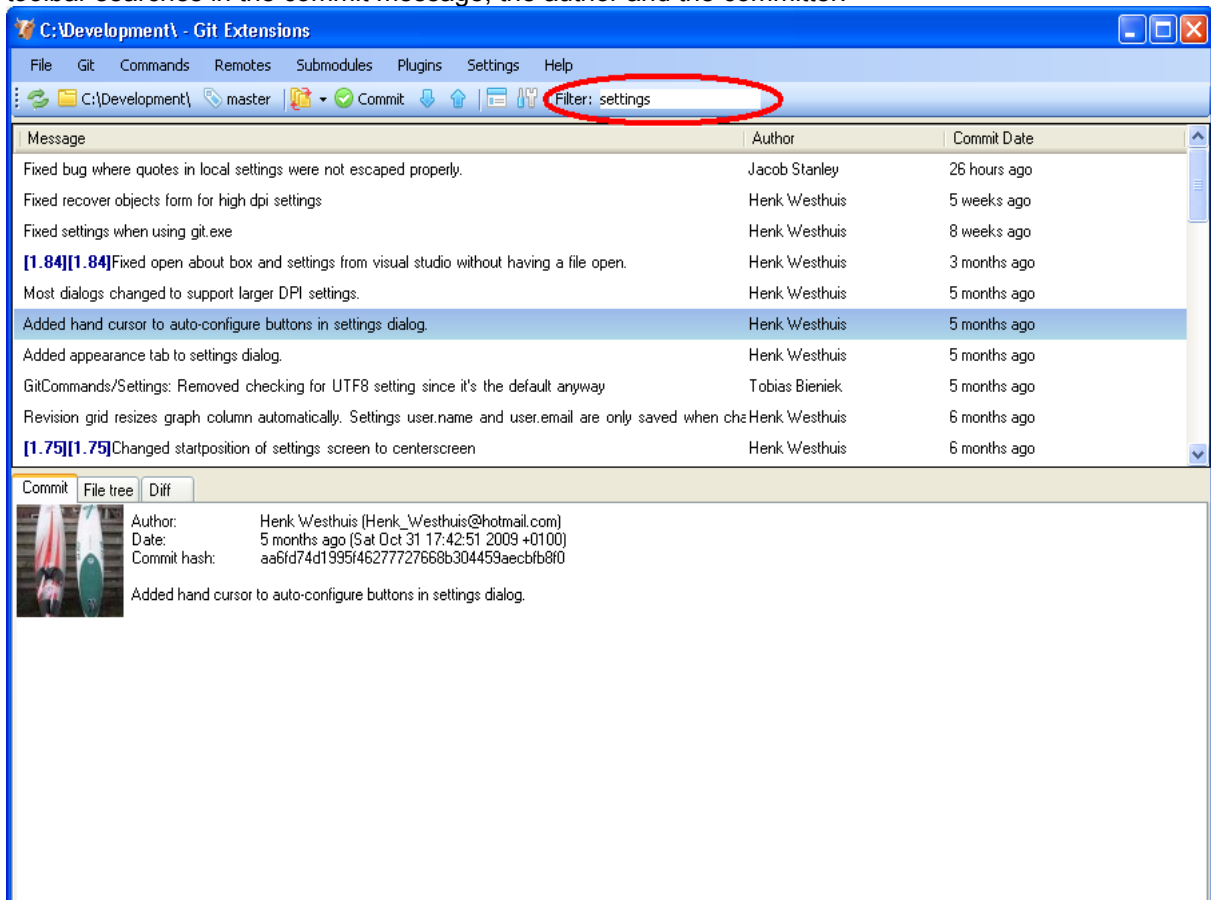 toolbar searches in the commit message, the author and the committer.
C:\Development\ - Git Extensions
File Git Commands Remotes Submodules Plugins Settings Help
C:\Development\ master Commit Filter: settings
Message Author Commit Date
Fixed bug where quotes in local settings were not escaped properly. Jacob Stanley 26 hours ago
Fixed recover objects form for high dpi settings Henk Westhuis 5 weeks ago
Fixed settings when using git.exe Henk Westhuis 8 weeks ago
[1.84][1.84]Fixed open about box and settings from visual studio without having a file open. Henk Westhuis 3 months ago
Most dialogs changed to support larger DPI settings. Henk Westhuis 5 months ago
Added hand cursor to auto-configure buttons in settings dialog. Henk Westhuis 5 months ago
Added appearance tab to settings dialog. Henk Westhuis 5 months ago
GitCommands/Settings: Removed checking for UTF8 setting since it's the default anyway Tobias Bieniek 5 months ago
Revision grid resizes graph column automatically. Settings user.name and user.email are only saved when cha Henk Westhuis 6 months ago
[1.75][1.75]Changed startposition of settings screen to centerscreen Henk Westhuis 6 months ago
Commit File tree Diff
Author: Henk Westhuis (Henk_Westhuis@hotmail.com)
Date: 5 months ago (Sat Oct 31 17:42:51 2009 +0100)
Commit hash: aa6fd74d1995f46277727668b304459aecbfb8f0
Added hand cursor to auto-configure buttons in settings dialog.